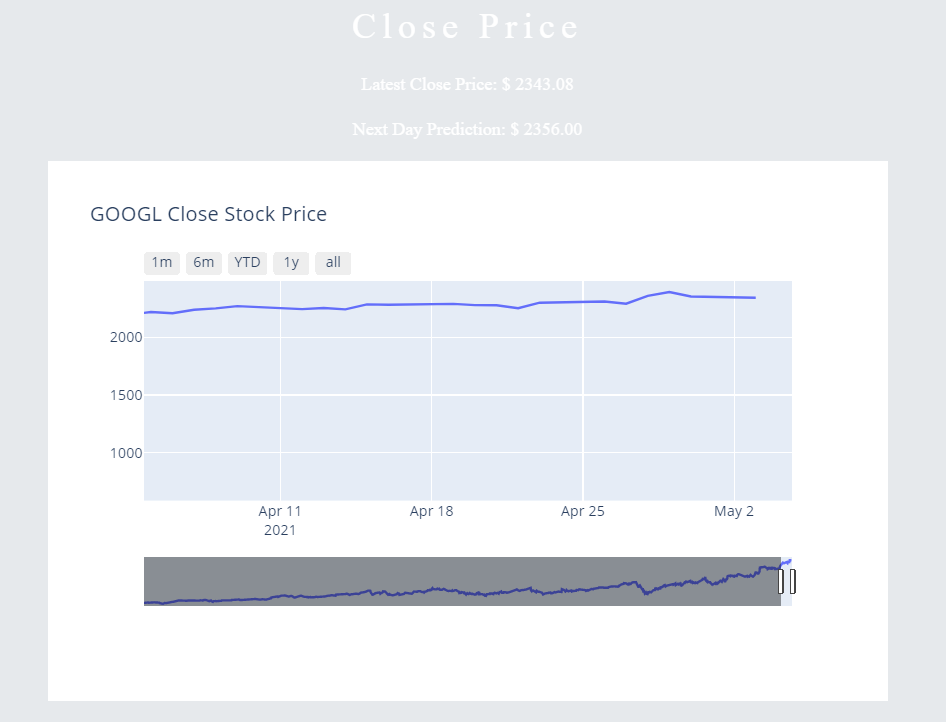 Close Price
Latest Close Price: $ 2343.08
Next Day Prediction: $ 2356.00
GOOGL Close Stock Price
1m 6m YTD 1y all
2000
1500
1000
Apr 11 Apr 18 Apr 25 May 2
2021